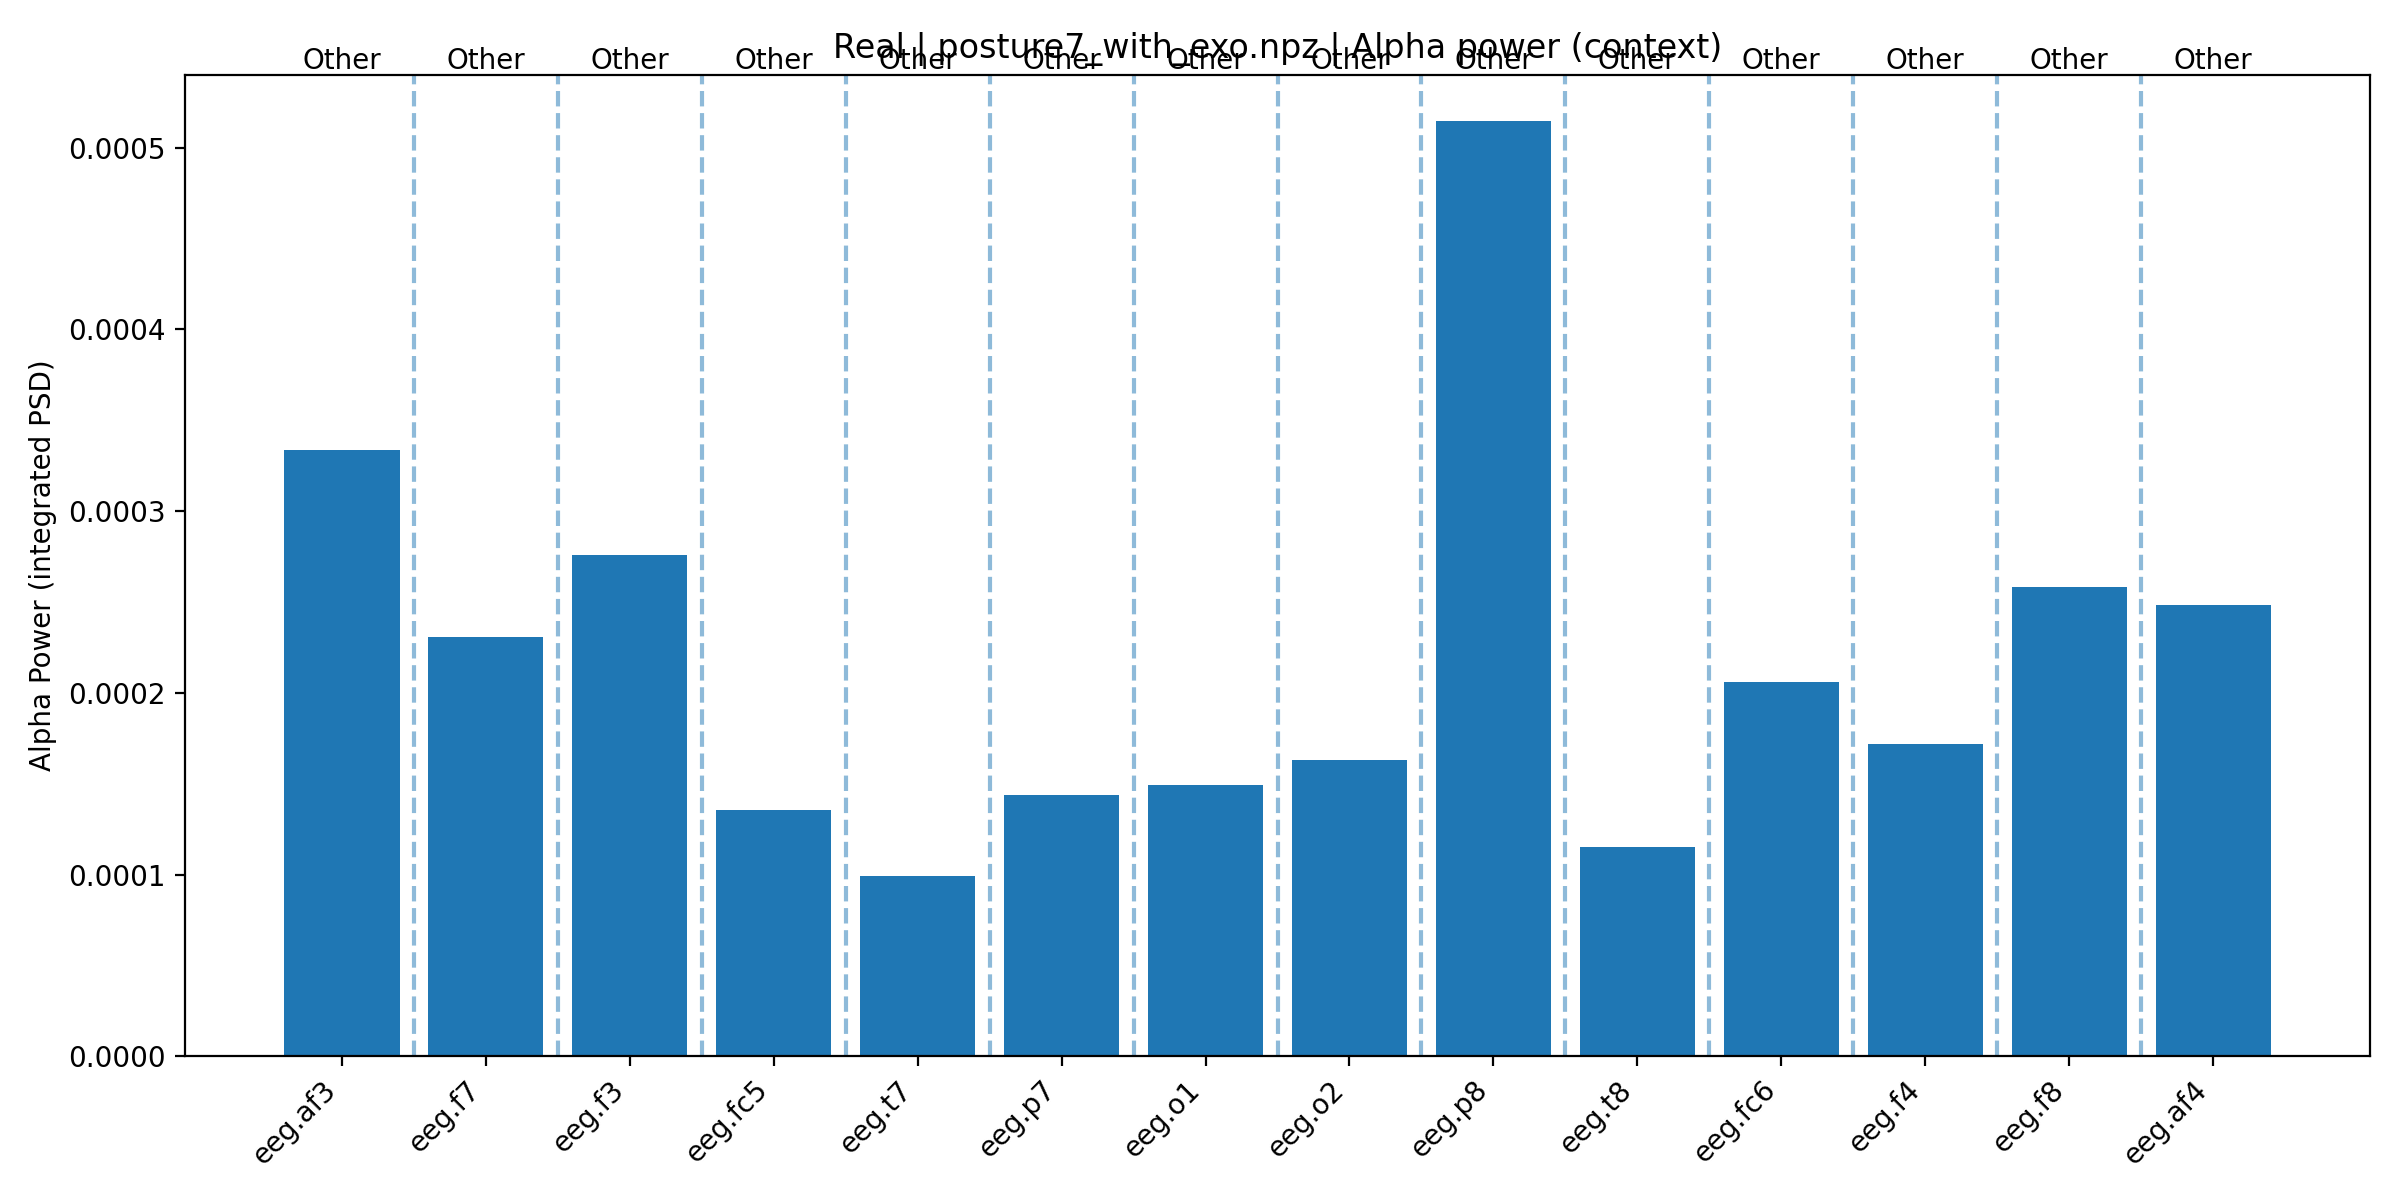 Real | posture7_with_exo.npz | Alpha power (context)
Other Other Other Other Other Other Other Other Other Other Other Other Other Other
Alpha Power (integrated PSD)
0.0005
0.0004
0.0003
0.0002
0.0001
0.0000
eeg.af3 eeg.f7 eeg.f3 eeg.fc5 eeg.t7 eeg.p7 eeg.o1 eeg.o2 eeg.p8 eeg.t8 eeg.fc6 eeg.f4 eeg.f8 eeg.af4